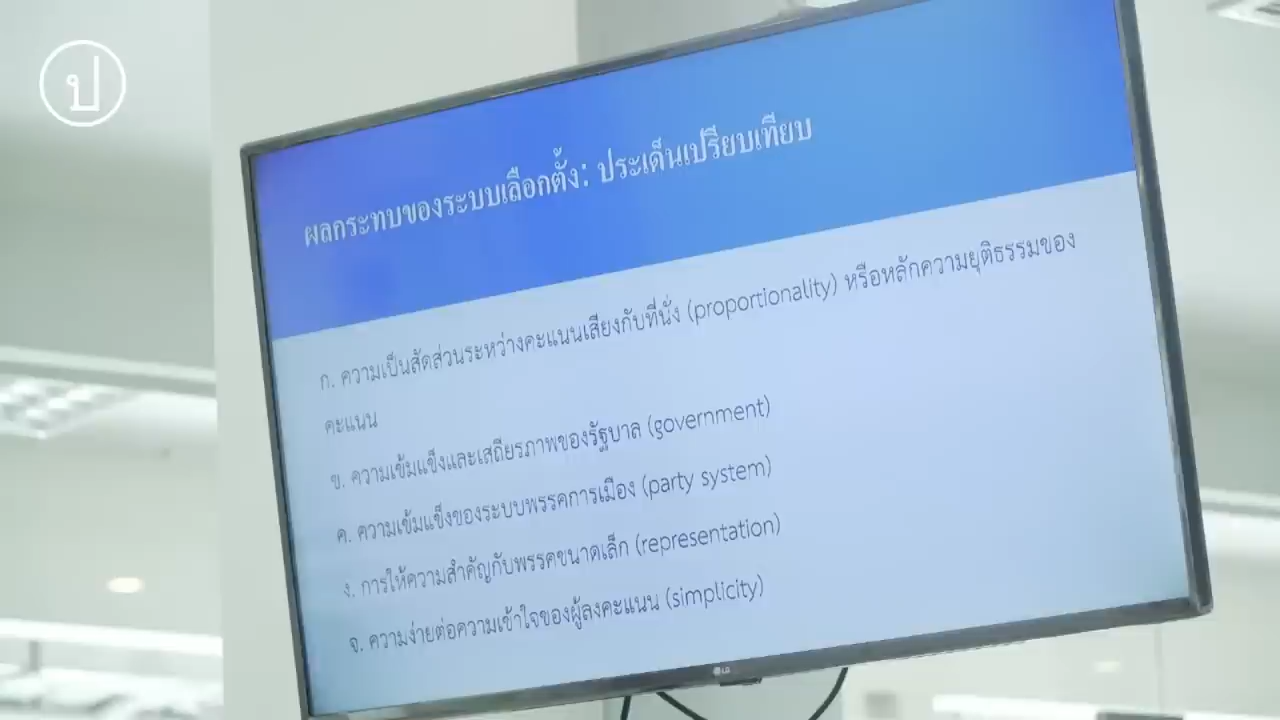 ป
ผลกระทบของระบบเลือกตั้ง: ประเด็นเปรียบเทียบ
ก. ความเป็นสัดส่วนระหว่างคะแนนเสียงกับที่นั่ง (proportionality) หรือหลักความยุติธรรมของ
คะแนน
ข. ความเข้มแข็งและเสถียรภาพของรัฐบาล (government)
ค. ความเข้มแข็งของระบบพรรคการเมือง (party system)
ง. การให้ความสำคัญกับพรรคขนาดเล็ก (representation)
จ. ความง่ายต่อความเข้าใจของผู้ลงคะแนน (simplicity)
LG